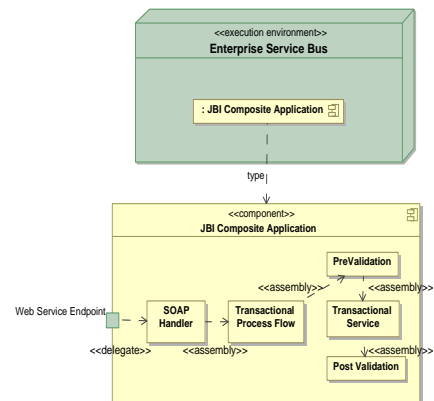 <<execution environment>>
Enterprise Service Bus
: JBI Composite Application
type
<<component>>
JBI Composite Application
PreValidation
<<assembly>>
<<assembly>>
Web Service Endpoint
SOAP
Handler
Transactional
Process Flow
Transactional
Service
<<delegate>>
<<assembly>>
<<assembly>>
Post Validation